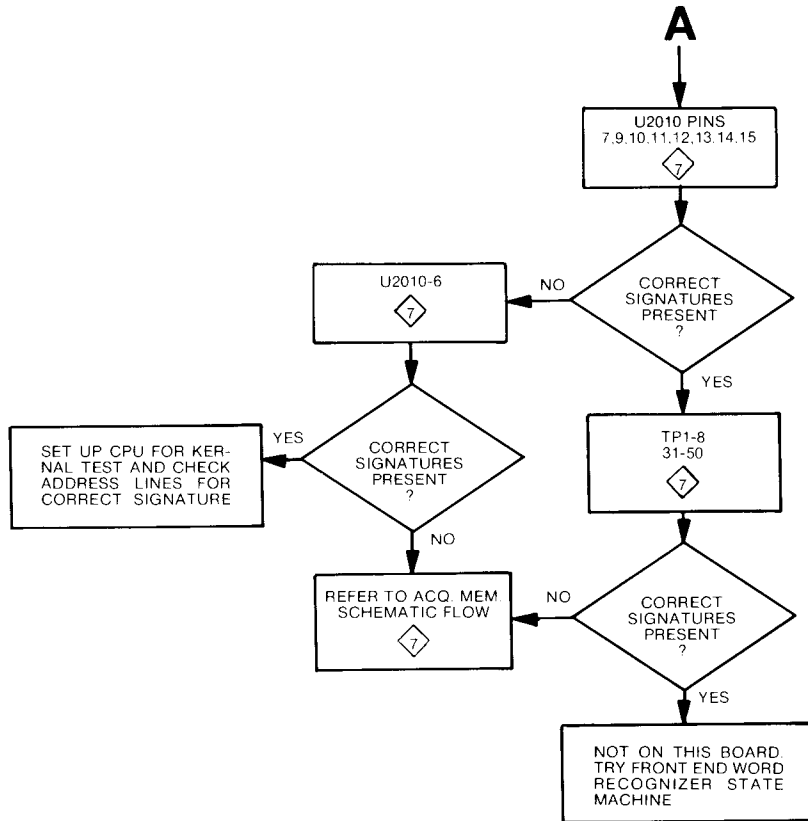 A
U2010 PINS
7,9,10,11,12,13,14,15
7
CORRECT
SIGNATURES
PRESENT
?
NO
YES
U2010-6
7
CORRECT
SIGNATURES
PRESENT
?
YES
NO
SET UP CPU FOR KER-
NAL TEST AND CHECK
ADDRESS LINES FOR
CORRECT SIGNATURE
TP1-8
31-50
7
REFER TO ACQ. MEM.
SCHEMATIC FLOW
7
NO
CORRECT
SIGNATURES
PRESENT
?
YES
NOT ON THIS BOARD.
TRY FRONT END WORD
RECOGNIZER STATE
MACHINE